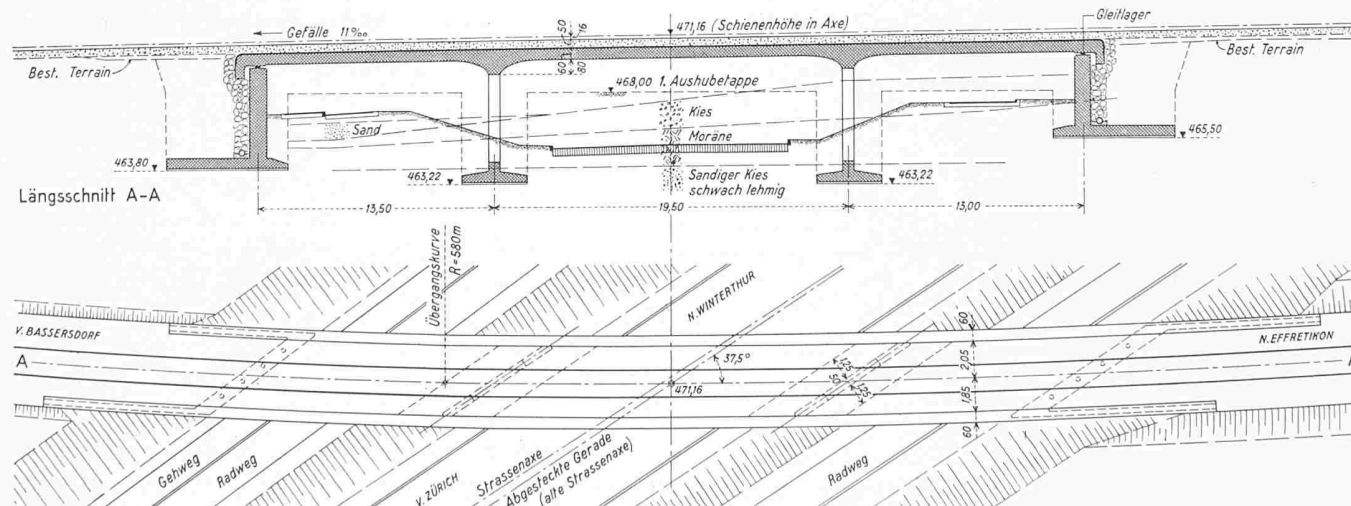 Gefälle 11‰
50
16
471,16 (Schienenhöhe in Axe)
Gleitlager
Best. Terrain
Best. Terrain
60
80
468,00 1. Aushubetappe
Kies
Sand
Moräne
463,80
463,22
Sandiger Kies
schwach lehmig
463,22
465,50
Längsschnitt A-A
13,50
19,50
13,00
Übergangskurve
R=580m
N. WINTERTHUR
V. BASSERSDORF
60
N. EFFRETIKON
A
37,5°
125
50
125
2,05
471,16
1,85
60
Gehweg
Radweg
V. ZÜRICH
Strassenaxe
Abgesteckte Gerade
(alte Strassenaxe)
Radweg